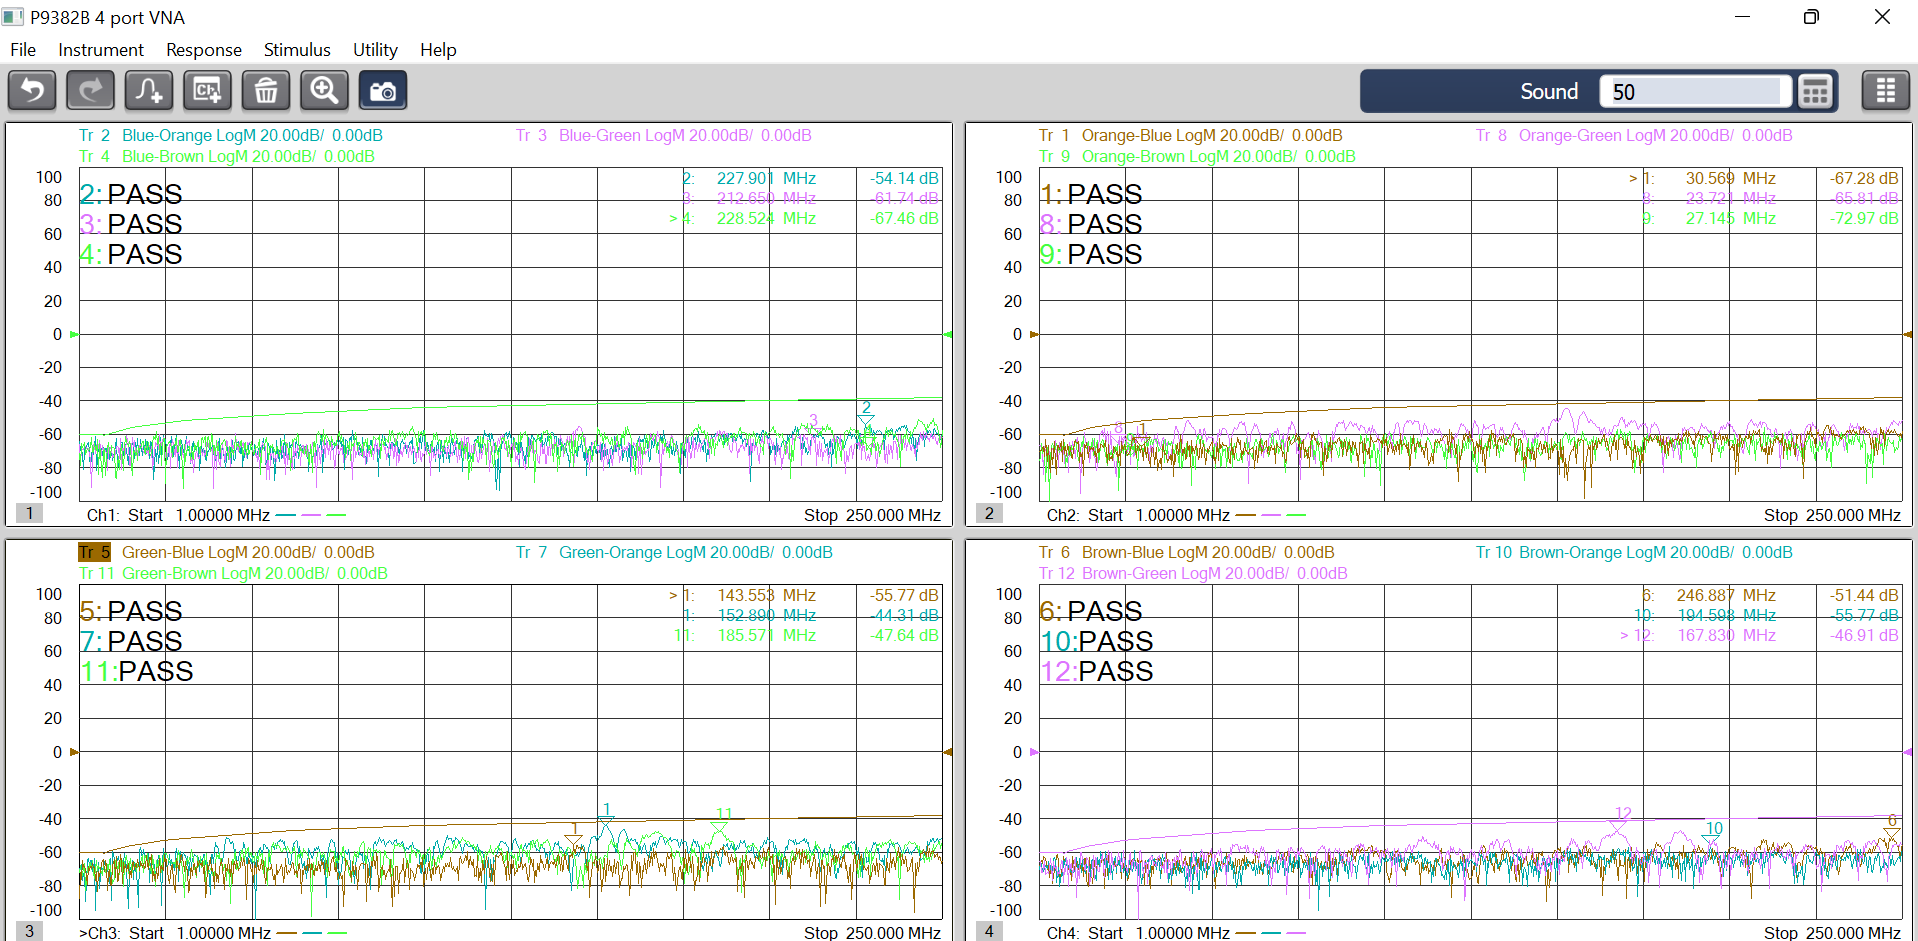 P9382B 4 port VNA
File Instrument Response Stimulus Utility Help
Ch Sound 50
Tr 2 Blue-Orange LogM 20.00dB/ 0.00dB Tr 3 Blue-Green LogM 20.00dB/ 0.00dB
Tr 4 Blue-Brown LogM 20.00dB/ 0.00dB
100
80
60
40
20
0
-20
-40
-60
-80
-100
2: PASS
3: PASS
4: PASS
2: 227.901 MHz -54.14 dB
3: 212.650 MHz -61.74 dB
> 4: 228.524 MHz -67.46 dB
3
2
1
Ch1: Start 1.00000 MHz Stop 250.000 MHz
Tr 1 Orange-Blue LogM 20.00dB/ 0.00dB Tr 8 Orange-Green LogM 20.00dB/ 0.00dB
Tr 9 Orange-Brown LogM 20.00dB/ 0.00dB
100
80
60
40
20
0
-20
-40
-60
-80
-100
1: PASS
8: PASS
9: PASS
> 1: 30.569 MHz -67.28 dB
8: 23.721 MHz -65.81 dB
9: 27.145 MHz -72.97 dB
8
1
2
Ch2: Start 1.00000 MHz Stop 250.000 MHz
Tr 5 Green-Blue LogM 20.00dB/ 0.00dB Tr 7 Green-Orange LogM 20.00dB/ 0.00dB
Tr 11 Green-Brown LogM 20.00dB/ 0.00dB
100
80
60
40
20
0
-20
-40
-60
-80
-100
5: PASS
7: PASS
11:PASS
> 1: 143.553 MHz -55.77 dB
1: 152.890 MHz -44.31 dB
11: 185.571 MHz -47.64 dB
1
1
11
3
>Ch3: Start 1.00000 MHz Stop 250.000 MHz
Tr 6 Brown-Blue LogM 20.00dB/ 0.00dB Tr 10 Brown-Orange LogM 20.00dB/ 0.00dB
Tr 12 Brown-Green LogM 20.00dB/ 0.00dB
100
80
60
40
20
0
-20
-40
-60
-80
-100
6: PASS
10:PASS
12:PASS
6: 246.887 MHz -51.44 dB
10: 194.598 MHz -55.77 dB
> 12: 167.830 MHz -46.91 dB
12
10
6
4
Ch4: Start 1.00000 MHz Stop 250.000 MHz